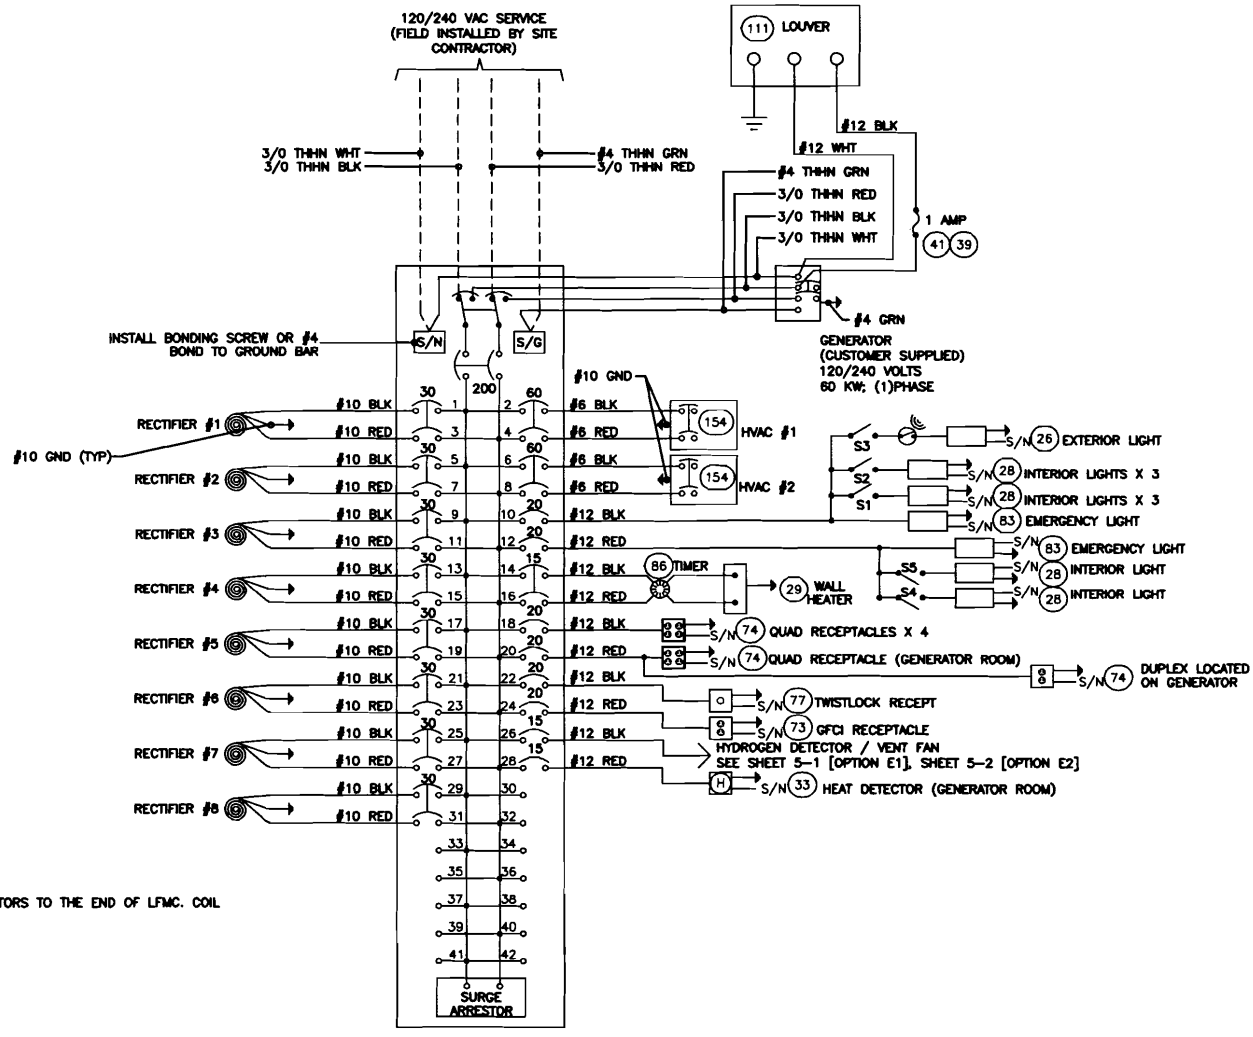 120/240 VAC SERVICE
(FIELD INSTALLED BY SITE
CONTRACTOR)
111 LOUVER
#12 BLK
#12 WHT
3/0 THHN WHT
3/0 THHN BLK
#4 THHN GRN
3/0 THHN RED
#4 THHN GRN
3/0 THHN RED
3/0 THHN BLK
3/0 THHN WHT
1 AMP
41 39
INSTALL BONDING SCREW OR #4
BOND TO GROUND BAR
S/N
S/G
#4 GRN
GENERATOR
(CUSTOMER SUPPLIED)
120/240 VOLTS
60 KW; (1)PHASE
200
#10 GND
#10 GND (TYP)
RECTIFIER #1
#10 BLK 30 1 2 60 #6 BLK
#10 RED 3 4 #6 RED
154 HVAC #1
RECTIFIER #2
#10 BLK 30 5 6 60 #6 BLK
#10 RED 7 8 #6 RED
154 HVAC #2
RECTIFIER #3
#10 BLK 30 9 10 20 #12 BLK
#10 RED 11 12 20 #12 RED
S3 S/N 26 EXTERIOR LIGHT
S2 S/N 28 INTERIOR LIGHTS X 3
S1 S/N 28 INTERIOR LIGHTS X 3
S/N 83 EMERGENCY LIGHT
S/N 83 EMERGENCY LIGHT
S5 S/N 28 INTERIOR LIGHT
S4 S/N 28 INTERIOR LIGHT
RECTIFIER #4
#10 BLK 30 13 14 15 #12 BLK
#10 RED 15 16 #12 RED
86 TIMER
29 WALL
HEATER
RECTIFIER #5
#10 BLK 30 17 18 20 #12 BLK
S/N 74 QUAD RECEPTACLES X 4
#10 RED 19 20 20 #12 RED
S/N 74 QUAD RECEPTACLE (GENERATOR ROOM)
S/N 74 DUPLEX LOCATED
ON GENERATOR
RECTIFIER #6
#10 BLK 30 21 22 20 #12 BLK
S/N 77 TWISTLOCK RECEPT
#10 RED 23 24 20 #12 RED
S/N 73 GFCI RECEPTACLE
RECTIFIER #7
#10 BLK 30 25 26 15 #12 BLK
HYDROGEN DETECTOR / VENT FAN
SEE SHEET 5-1 [OPTION E1], SHEET 5-2 [OPTION E2]
#10 RED 27 28 15 #12 RED
H S/N 33 HEAT DETECTOR (GENERATOR ROOM)
RECTIFIER #8
#10 BLK 30 29 30
#10 RED 31 32
33 34
35 36
37 38
39 40
41 42
TORS TO THE END OF LFMC. COIL
SURGE
ARRESTOR